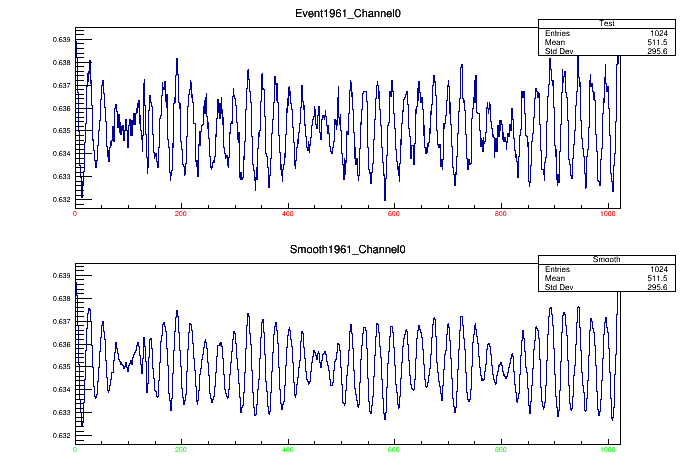 Event1961_Channel0
Test
Entries 1024
Mean 511.5
Std Dev 295.6
0.639
0.638
0.637
0.636
0.635
0.634
0.633
0.632
0 200 400 600 800 1000
Smooth1961_Channel0
Smooth
Entries 1024
Mean 511.5
Std Dev 295.6
0.639
0.638
0.637
0.636
0.635
0.634
0.633
0.632
0 200 400 600 800 1000